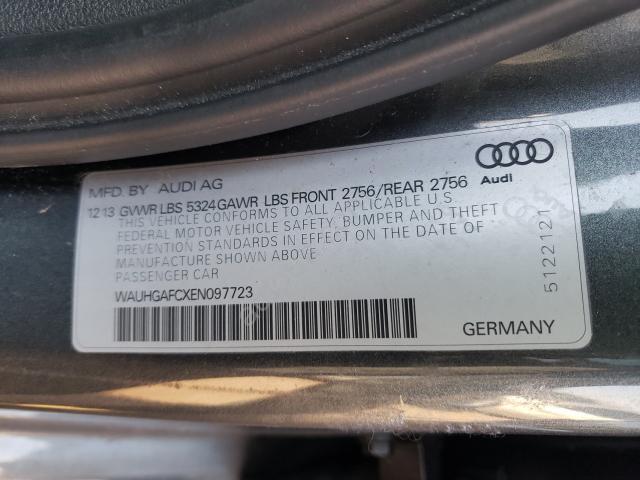 MFD. BY AUDI AG
12 13 GVWR LBS 5324 GAWR LBS FRONT 2756/REAR 2756
THIS VEHICLE CONFORMS TO ALL APPLICABLE U.S
FEDERAL MOTOR VEHICLE SAFETY, BUMPER AND THEFT
PREVENTION STANDARDS IN EFFECT ON THE DATE OF
MANUFACTURE SHOWN ABOVE
PASSENGER CAR
WAUHGAFCXEN097723
Audi
5122121
GERMANY